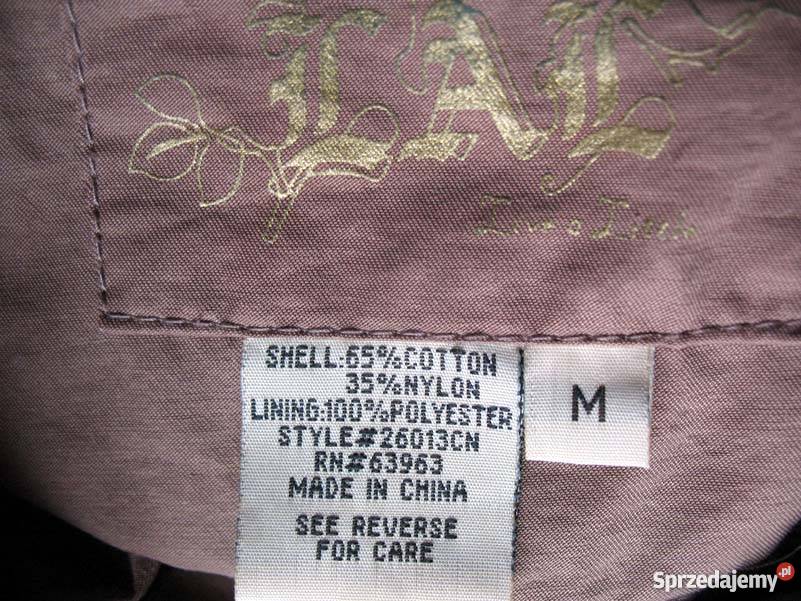 LAL
SHELL:65%COTTON
35%NYLON
LINING:100%POLYESTER
STYLE#26013CN
RN#63963
MADE IN CHINA
SEE REVERSE
FOR CARE
M
Sprzedajemy.pl